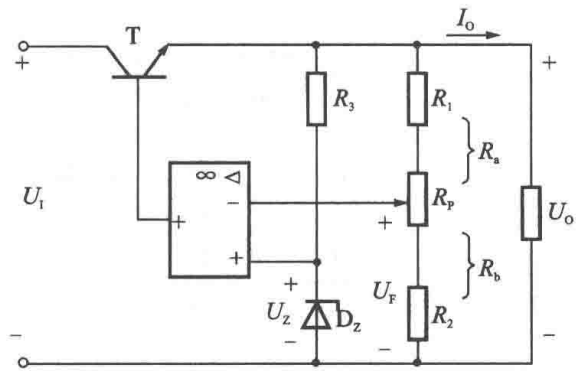 T
I_O
+
+
R_3
R_1
R_a
∞ ▷
U_I
−
+
R_P
+
U_O
+
+
R_b
U_Z
D_Z
U_F
R_2
−
−
−
−